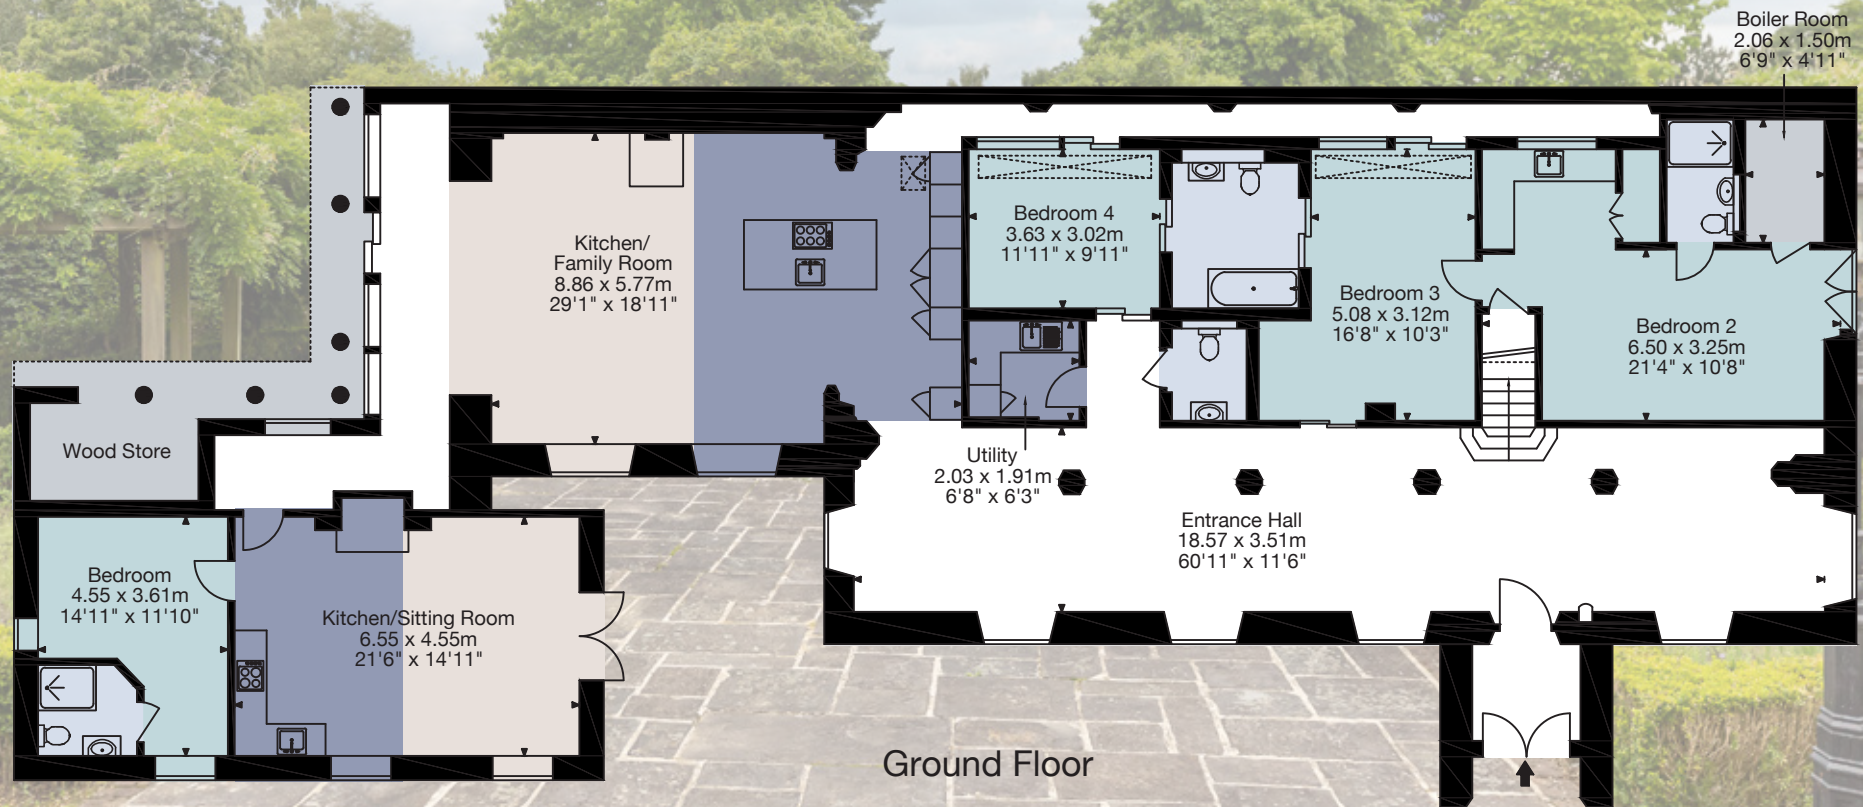 Boiler Room
2.06 x 1.50m
6'9" x 4'11"
Kitchen/
Family Room
8.86 x 5.77m
29'1" x 18'11"
Bedroom 4
3.63 x 3.02m
11'11" x 9'11"
Bedroom 3
5.08 x 3.12m
16'8" x 10'3"
Bedroom 2
6.50 x 3.25m
21'4" x 10'8"
Wood Store
Utility
2.03 x 1.91m
6'8" x 6'3"
Entrance Hall
18.57 x 3.51m
60'11" x 11'6"
Bedroom
4.55 x 3.61m
14'11" x 11'10"
Kitchen/Sitting Room
6.55 x 4.55m
21'6" x 14'11"
Ground Floor